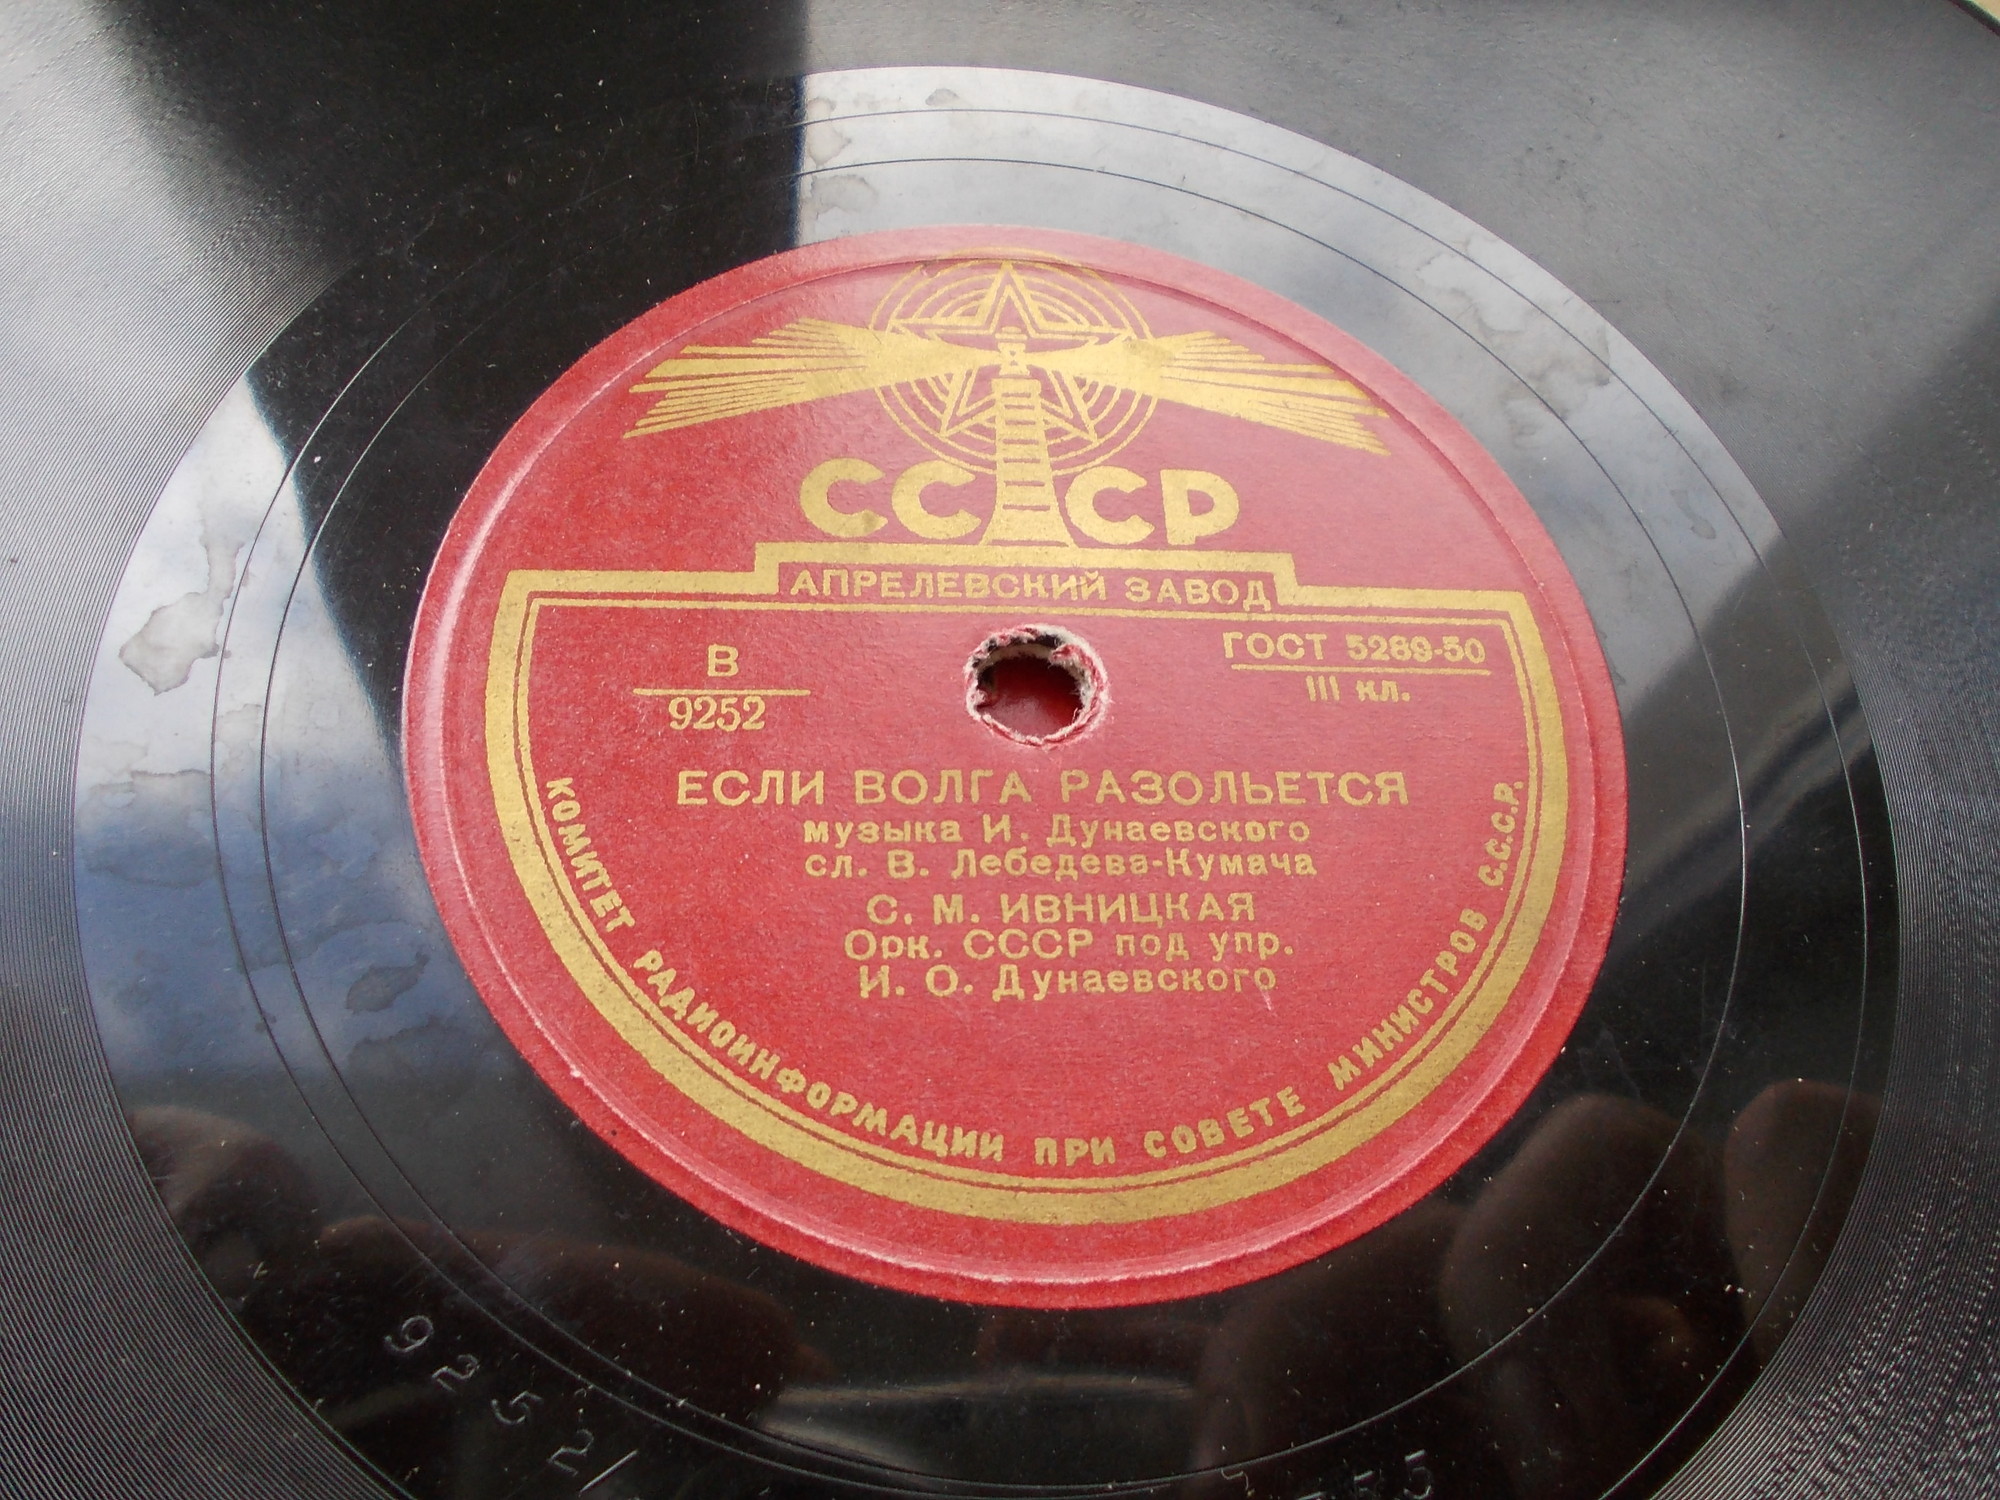 СССР
АПРЕЛЕВСКИЙ ЗАВОД
В
9252
ГОСТ 5289-50
III кл.
ЕСЛИ ВОЛГА РАЗОЛЬЕТСЯ
музыка И. Дунаевского
сл. В. Лебедева-Кумача
С. М. ИВНИЦКАЯ
Орк. СССР под упр.
И. О. Дунаевского
КОМИТЕТ РАДИОИНФОРМАЦИИ ПРИ СОВЕТЕ МИНИСТРОВ С.С.С.Р.
9252/